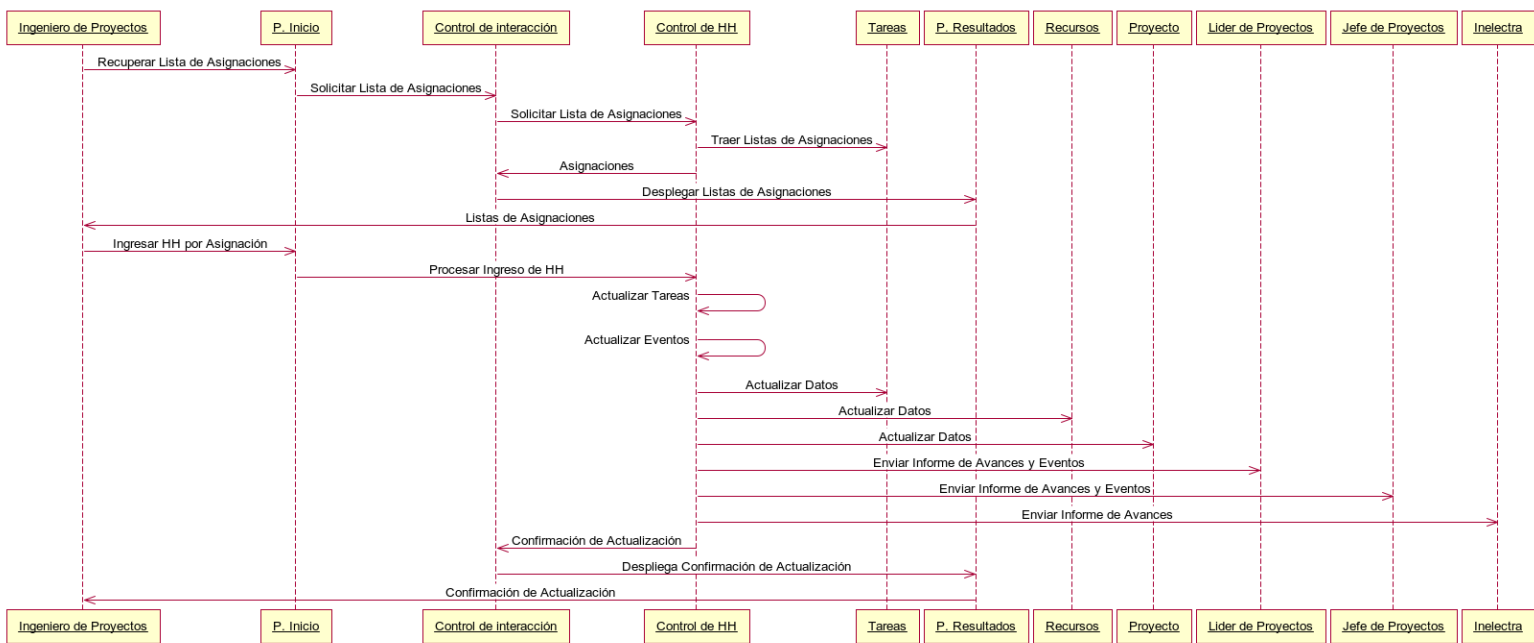 Ingeniero de Proyectos
P. Inicio
Control de interacción
Control de HH
Tareas
P. Resultados
Recursos
Proyecto
Lider de Proyectos
Jefe de Proyectos
Inelectra
Recuperar Lista de Asignaciones
Solicitar Lista de Asignaciones
Solicitar Lista de Asignaciones
Traer Listas de Asignaciones
Asignaciones
Desplegar Listas de Asignaciones
Listas de Asignaciones
Ingresar HH por Asignación
Procesar Ingreso de HH
Actualizar Tareas
Actualizar Eventos
Actualizar Datos
Actualizar Datos
Actualizar Datos
Enviar Informe de Avances y Eventos
Enviar Informe de Avances y Eventos
Enviar Informe de Avances
Confirmación de Actualización
Despliega Confirmación de Actualización
Confirmación de Actualización
Ingeniero de Proyectos
P. Inicio
Control de interacción
Control de HH
Tareas
P. Resultados
Recursos
Proyecto
Lider de Proyectos
Jefe de Proyectos
Inelectra